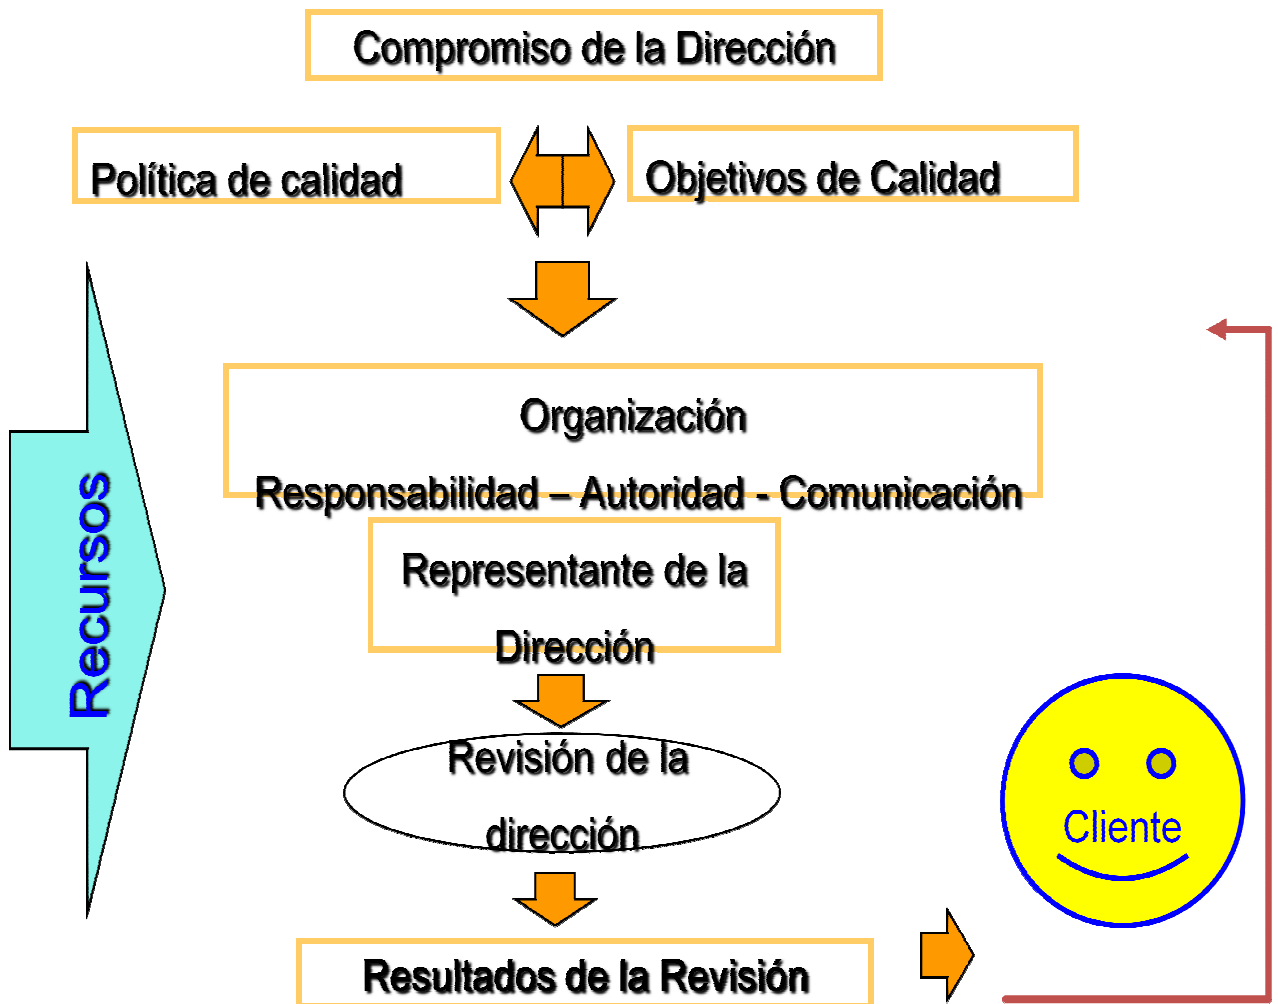 Compromiso de la Dirección
Política de calidad
Objetivos de Calidad
Organización
Responsabilidad – Autoridad - Comunicación
Representante de la
Dirección
Recursos
Revisión de la
dirección
Cliente
Resultados de la Revisión